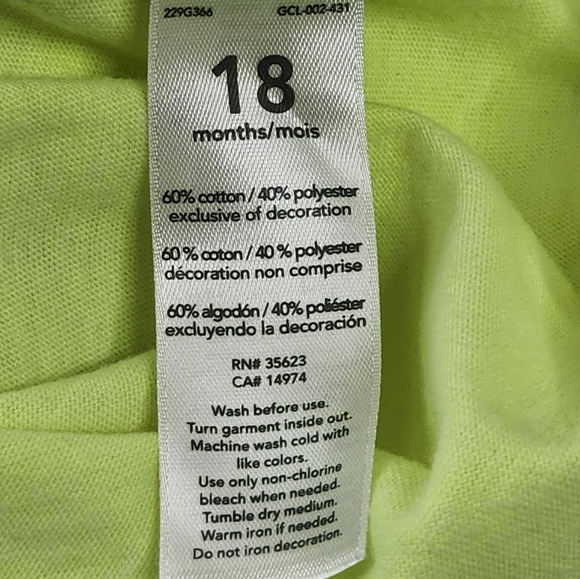 229G366 GCL-002-431
18
months/mois
60% cotton / 40% polyester
exclusive of decoration
60 % coton / 40 % polyester
décoration non comprise
60% algodón / 40% poliéster
excluyendo la decoración
RN# 35623
CA# 14974
Wash before use.
Turn garment inside out.
Machine wash cold with
like colors.
Use only non-chlorine
bleach when needed.
Tumble dry medium.
Warm iron if needed.
Do not iron decoration.